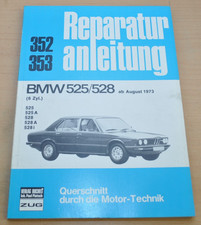 Reparatur
352
353
anleitung
BMW 525/528 ab August 1973
(6 Zyl.)
525
525 A
528
528 A
528 i
ZUG
Querschnitt
durch die Motor-Technik